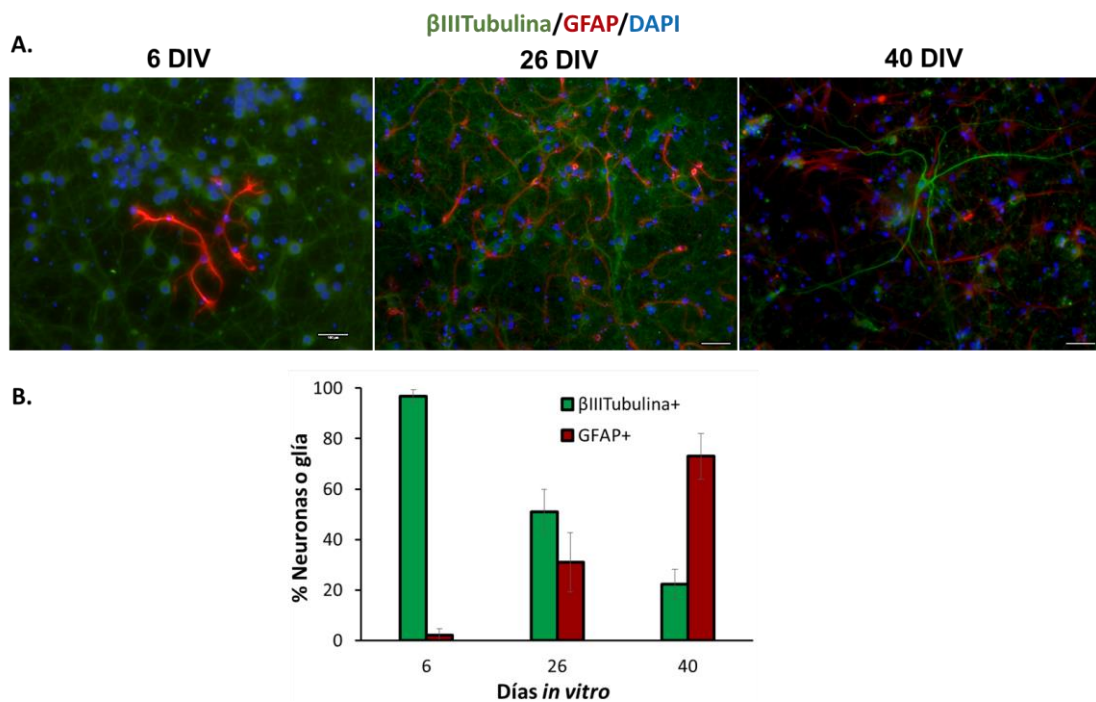 βIIITubulina/GFAP/DAPI
A.
6 DIV
26 DIV
40 DIV
B.
100
80
60
40
20
0
% Neuronas o glía
βIIITubulina+
GFAP+
6
26
40
Días in vitro